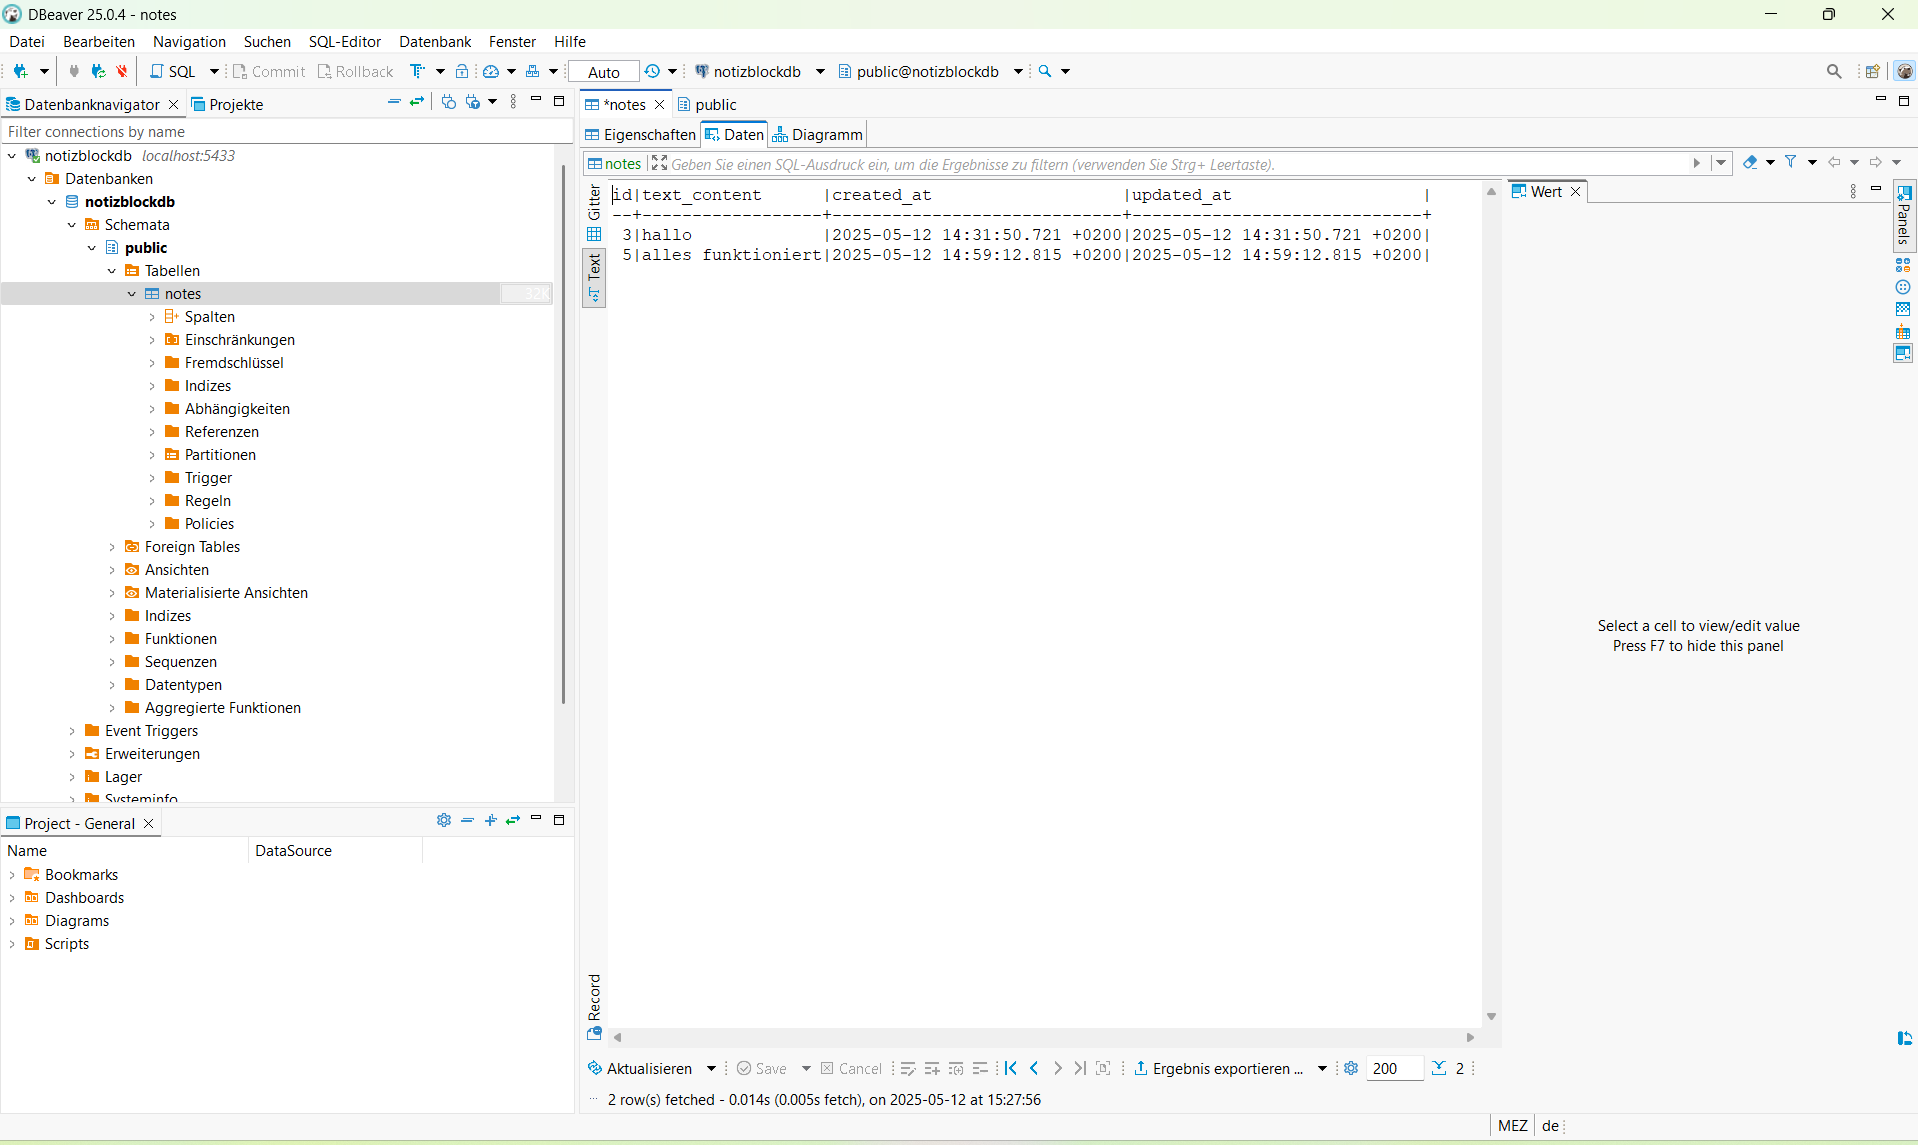 DBeaver 25.0.4 - notes
Datei Bearbeiten Navigation Suchen SQL-Editor Datenbank Fenster Hilfe
SQL Commit Rollback Auto notizblockdb public@notizblockdb
Datenbanknavigator Projekte
Filter connections by name
notizblockdb localhost:5433
Datenbanken
notizblockdb
Schemata
public
Tabellen
notes 32K
Spalten
Einschränkungen
Fremdschlüssel
Indizes
Abhängigkeiten
Referenzen
Partitionen
Trigger
Regeln
Policies
Foreign Tables
Ansichten
Materialisierte Ansichten
Indizes
Funktionen
Sequenzen
Datentypen
Aggregierte Funktionen
Event Triggers
Erweiterungen
Lager
Systeminfo
Project - General
Name DataSource
Bookmarks
Dashboards
Diagrams
Scripts
*notes public
Eigenschaften Daten Diagramm
notes Geben Sie einen SQL-Ausdruck ein, um die Ergebnisse zu filtern (verwenden Sie Strg+ Leertaste).
Gitter
Text
Record
id|text_content      |created_at                   |updated_at                   |
--+------------------+-----------------------------+-----------------------------+
 3|hallo             |2025-05-12 14:31:50.721 +0200|2025-05-12 14:31:50.721 +0200|
 5|alles funktioniert|2025-05-12 14:59:12.815 +0200|2025-05-12 14:59:12.815 +0200|
Wert
Panels
Select a cell to view/edit value
Press F7 to hide this panel
Aktualisieren Save Cancel Ergebnis exportieren ... 200 2
2 row(s) fetched - 0.014s (0.005s fetch), on 2025-05-12 at 15:27:56
MEZ de